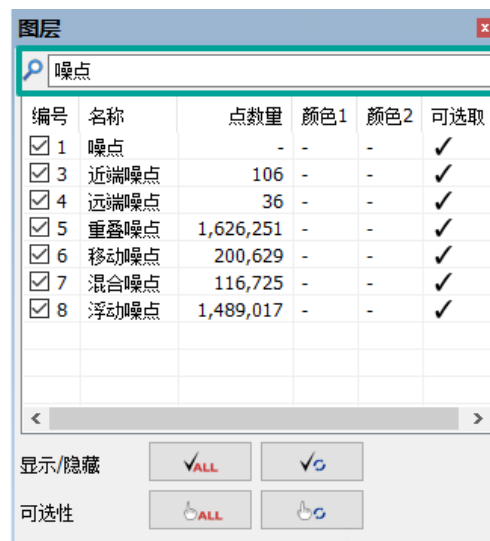 图层
噪点
编号 名称 点数量 颜色1 颜色2 可选取
1 噪点 - - - ✓
3 近端噪点 106 - - ✓
4 远端噪点 36 - - ✓
5 重叠噪点 1,626,251 - - ✓
6 移动噪点 200,629 - - ✓
7 混合噪点 116,725 - - ✓
8 浮动噪点 1,489,017 - - ✓
显示/隐藏 ALL
可选性 ALL